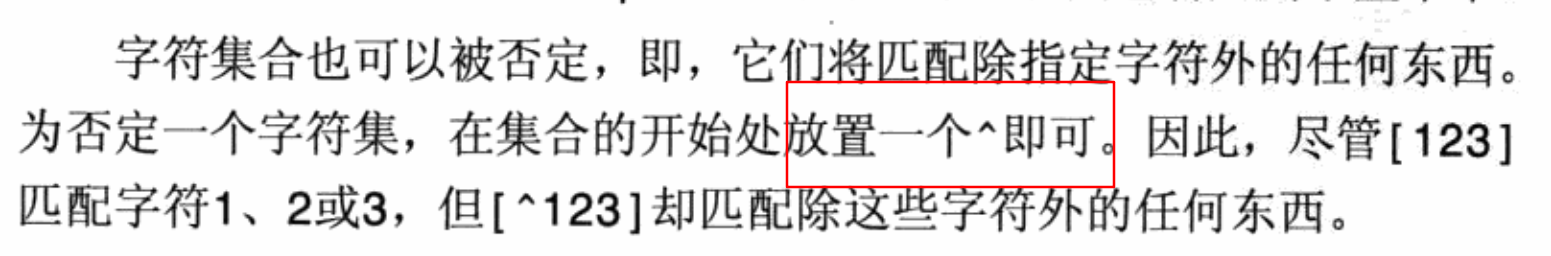 字符集合也可以被否定，即，它们将匹配除指定字符外的任何东西。
为否定一个字符集，在集合的开始处放置一个^即可。因此，尽管[123]
匹配字符1、2或3，但[^123]却匹配除这些字符外的任何东西。